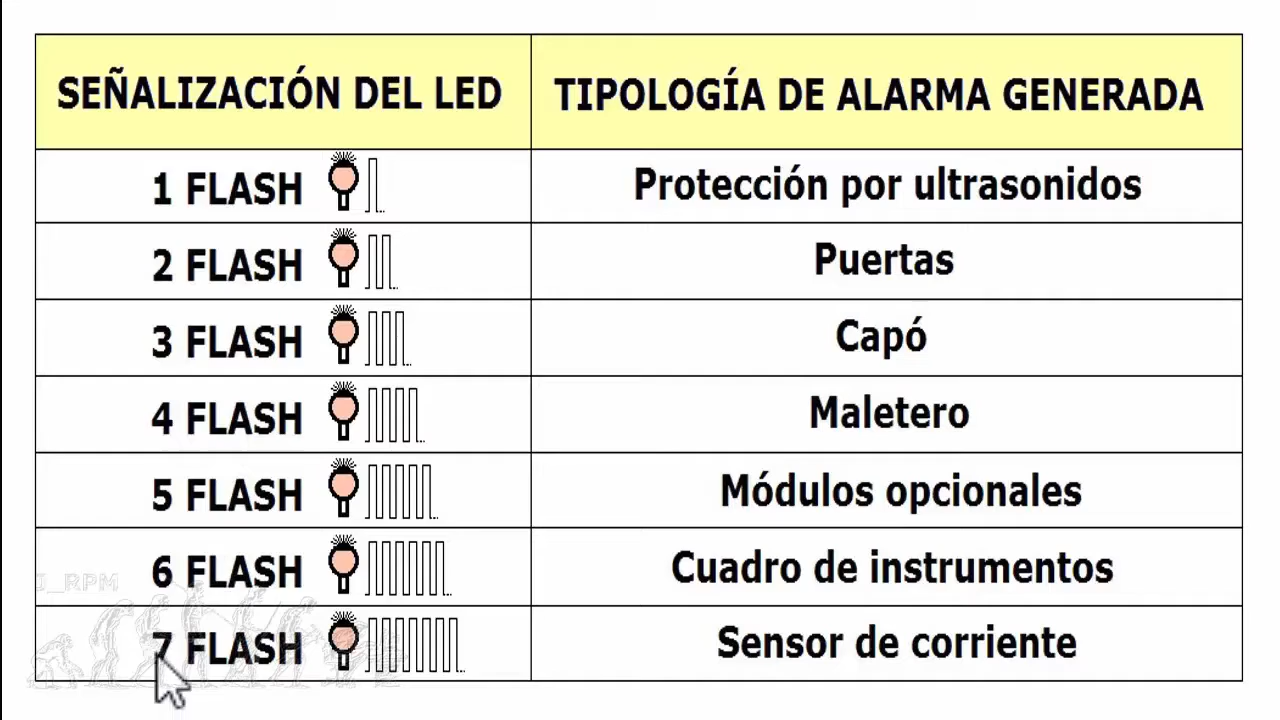 SEÑALIZACIÓN DEL LED
TIPOLOGÍA DE ALARMA GENERADA
1 FLASH
Protección por ultrasonidos
2 FLASH
Puertas
3 FLASH
Capó
4 FLASH
Maletero
5 FLASH
Módulos opcionales
6 FLASH
Cuadro de instrumentos
J_RPM
7 FLASH
Sensor de corriente